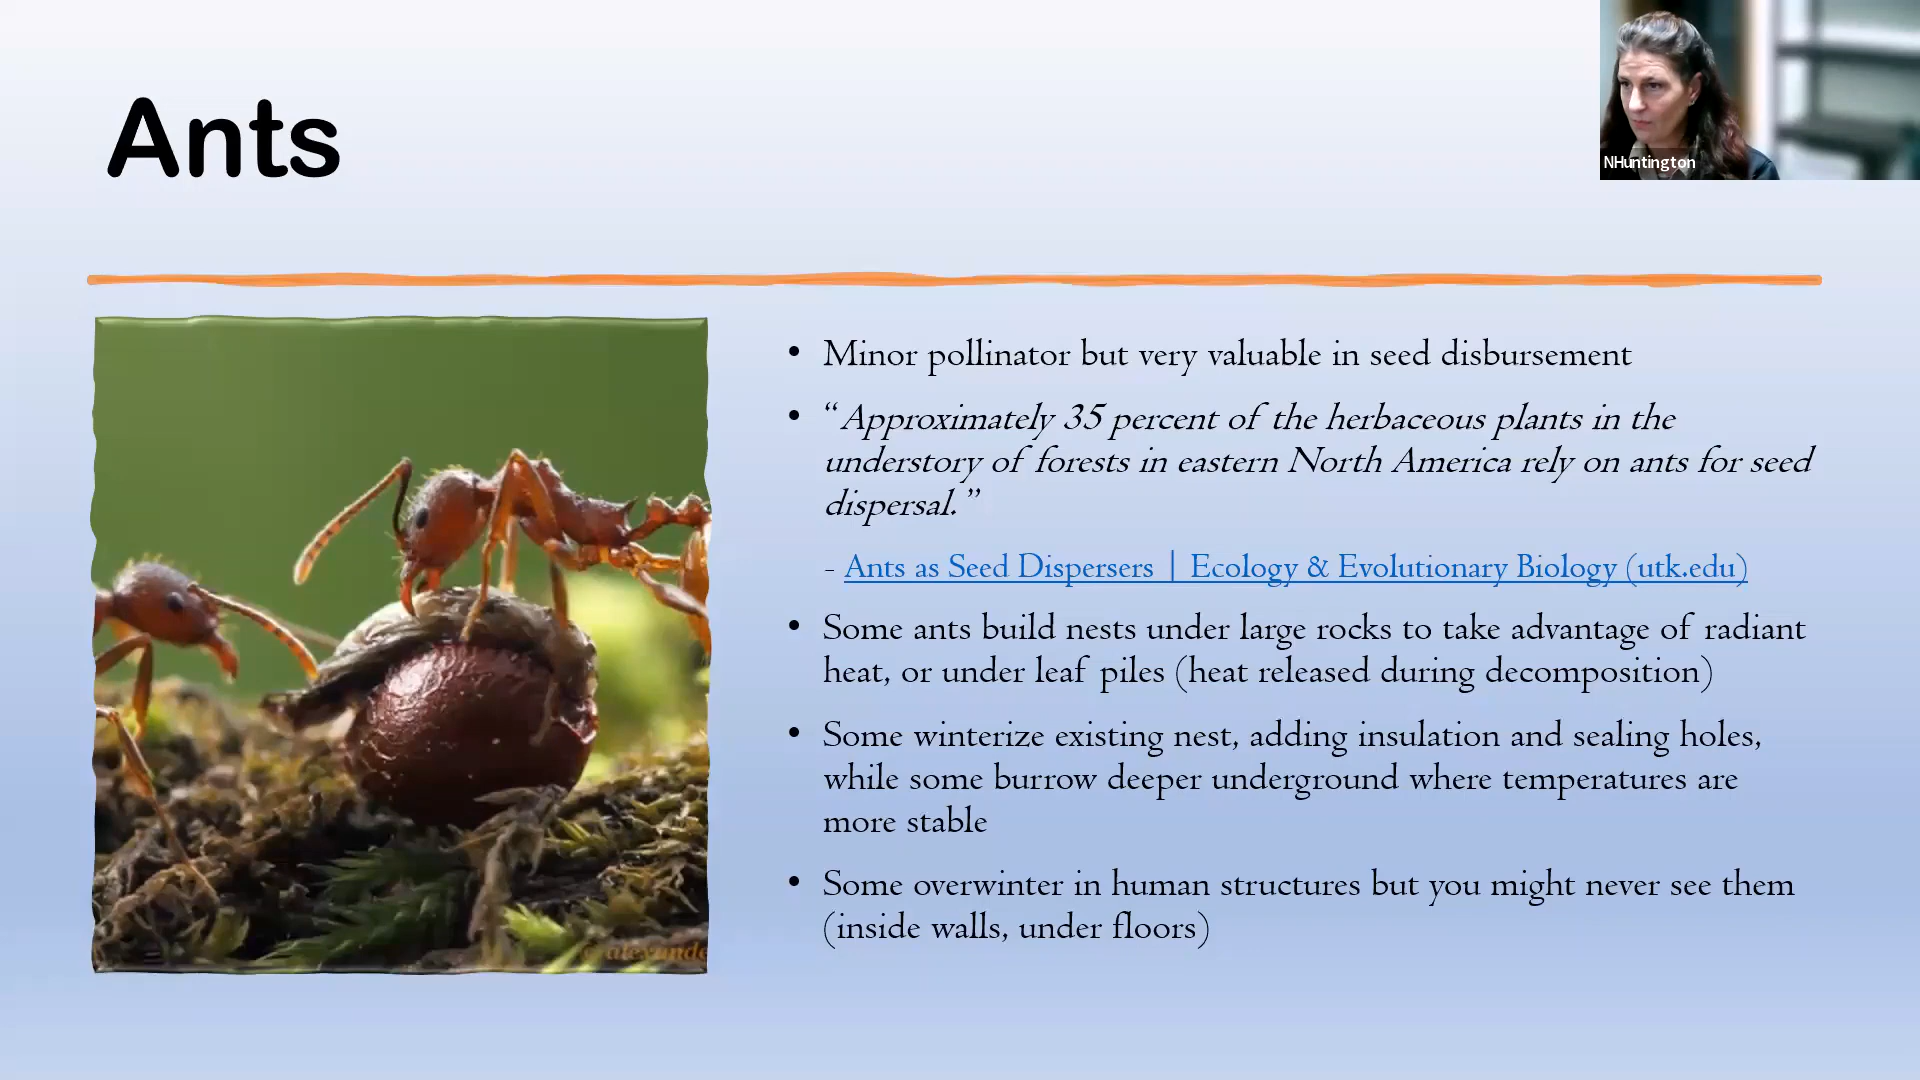 Ants
NHuntington
• Minor pollinator but very valuable in seed disbursement
• “Approximately 35 percent of the herbaceous plants in the
understory of forests in eastern North America rely on ants for seed
dispersal.”
- Ants as Seed Dispersers | Ecology & Evolutionary Biology (utk.edu)
• Some ants build nests under large rocks to take advantage of radiant
heat, or under leaf piles (heat released during decomposition)
• Some winterize existing nest, adding insulation and sealing holes,
while some burrow deeper underground where temperatures are
more stable
• Some overwinter in human structures but you might never see them
(inside walls, under floors)